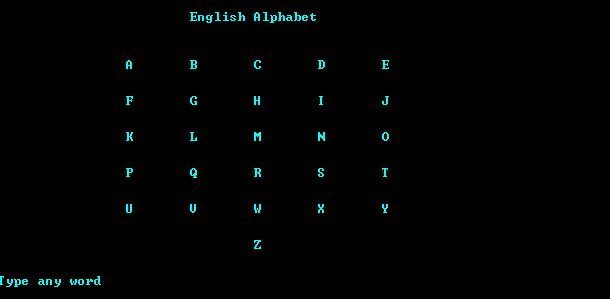 English Alphabet
A B C D E
F G H I J
K L M N O
P Q R S T
U V W X Y
Z
Type any word